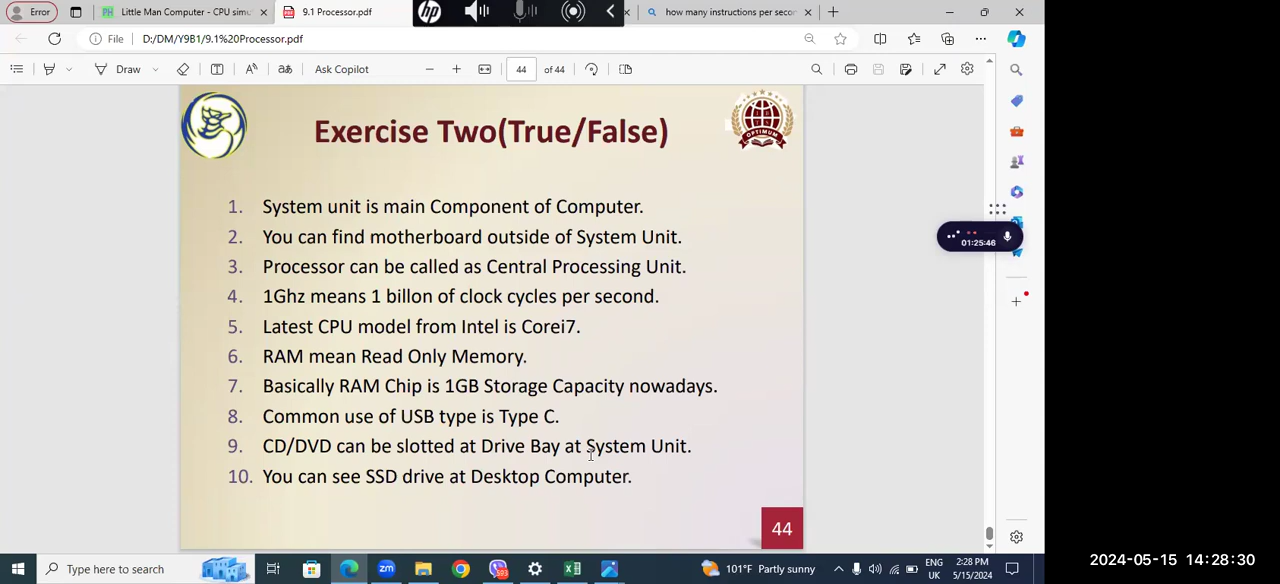 Error
Little Man Computer - CPU simu
9.1 Processor.pdf
how many instructions per secon
File
D:/DM/Y9B1/9.1%20Processor.pdf
Draw
Ask Copilot
44
of 44
Exercise Two(True/False)
OPTIMUM
1. System unit is main Component of Computer.
2. You can find motherboard outside of System Unit.
3. Processor can be called as Central Processing Unit.
4. 1Ghz means 1 billon of clock cycles per second.
5. Latest CPU model from Intel is Corei7.
6. RAM mean Read Only Memory.
7. Basically RAM Chip is 1GB Storage Capacity nowadays.
8. Common use of USB type is Type C.
9. CD/DVD can be slotted at Drive Bay at System Unit.
10. You can see SSD drive at Desktop Computer.
44
01:25:46
Type here to search
101°F Partly sunny
ENG
UK
2:28 PM
5/15/2024
2024-05-15 14:28:30